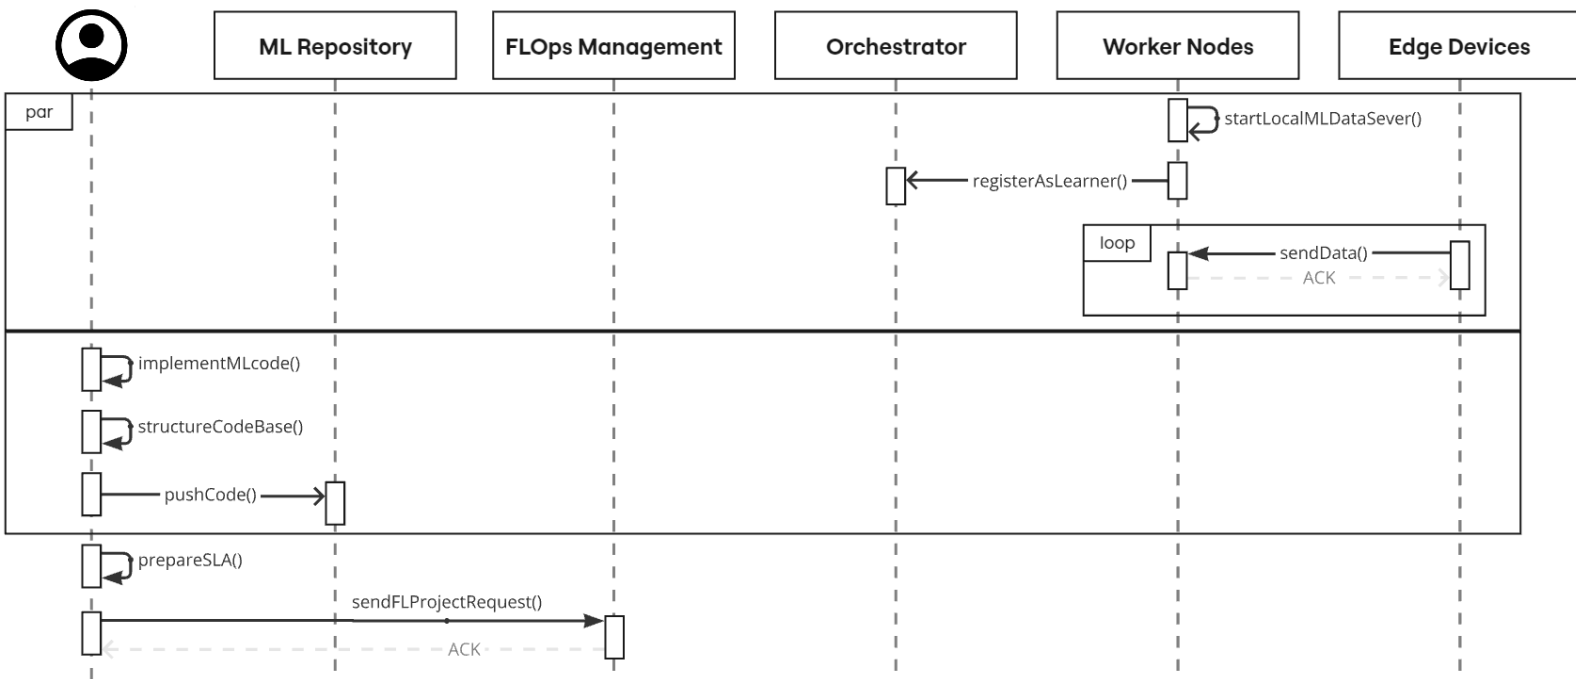 ML Repository
FLOps Management
Orchestrator
Worker Nodes
Edge Devices
par
startLocalMLDataSever()
registerAsLearner()
loop
sendData()
ACK
implementMLcode()
structureCodeBase()
pushCode()
prepareSLA()
sendFLProjectRequest()
ACK